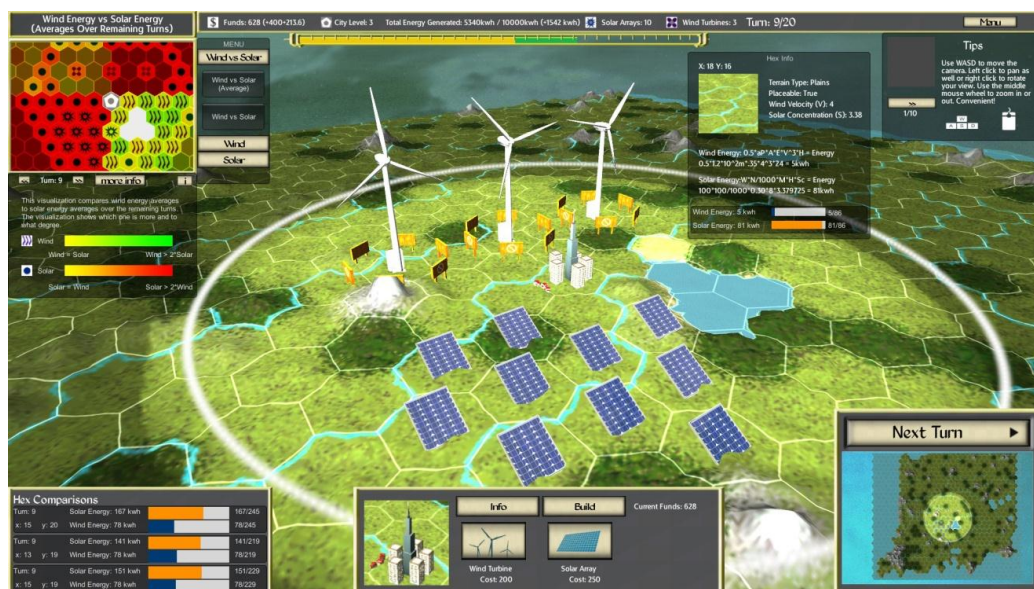 Wind Energy vs Solar Energy
(Averages Over Remaining Turns)
$ Funds: 628 (+400+213.6)
City Level: 3
Total Energy Generated: 5340kwh / 10000kwh (+1542 kwh)
Solar Arrays: 10
Wind Turbines: 3
Turn: 9/20
Menu
MENU
Wind vs Solar
Wind vs Solar
(Average)
Wind vs Solar
Wind
Solar
Turn: 9
more info
i
This visualization compares wind energy averages
to solar energy averages over the remaining turns.
The visualization shows which one is more and to
what degree.
Wind
Wind = Solar
Wind > 2*Solar
Solar
Solar = Wind
Solar > 2*Wind
Hex Info
X: 18 Y: 16
Terrain Type: Plains
Placeable: True
Wind Velocity (V): 4
Solar Concentration (S): 3.38
Solar Energy:W*N/1000*M*H*Sc = Energy
Wind Energy: 5 kwh
5/86
Solar Energy: 81 kwh
81/86
Tips
Use WASD to move the
camera. Left click to pan as
well or right click to rotate
your view. Use the middle
mouse wheel to zoom in or
out. Convenient!
1/10
W
A S D
Hex Comparisons
Turn: 9 Solar Energy: 167 kwh 167/245
x: 15 y: 20 Wind Energy: 78 kwh 78/245
Turn: 9 Solar Energy: 141 kwh 141/219
x: 13 y: 19 Wind Energy: 78 kwh 78/219
Turn: 9 Solar Energy: 151 kwh 151/229
x: 15 y: 19 Wind Energy: 78 kwh 78/229
Info
Build
Current Funds: 628
Wind Turbine
Cost: 200
Solar Array
Cost: 250
Next Turn